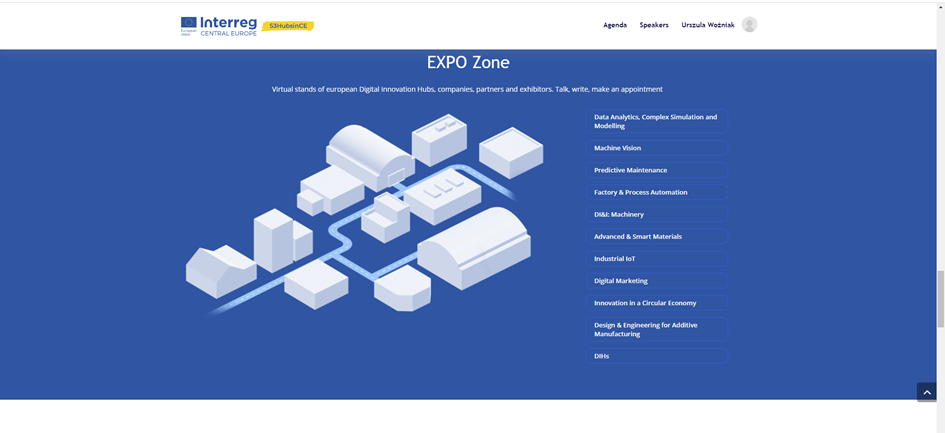 Interreg
CENTRAL EUROPE
European Union
S3HubsinCE
Agenda
Speakers
Urszula Woźniak
EXPO Zone
Virtual stands of european Digital Innovation Hubs, companies, partners and exhibitors. Talk, write, make an appointment
Data Analytics, Complex Simulation and
Modelling
Machine Vision
Predictive Maintenance
Factory & Process Automation
DI&I: Machinery
Advanced & Smart Materials
Industrial IoT
Digital Marketing
Innovation in a Circular Economy
Design & Engineering for Additive
Manufacturing
DIHs